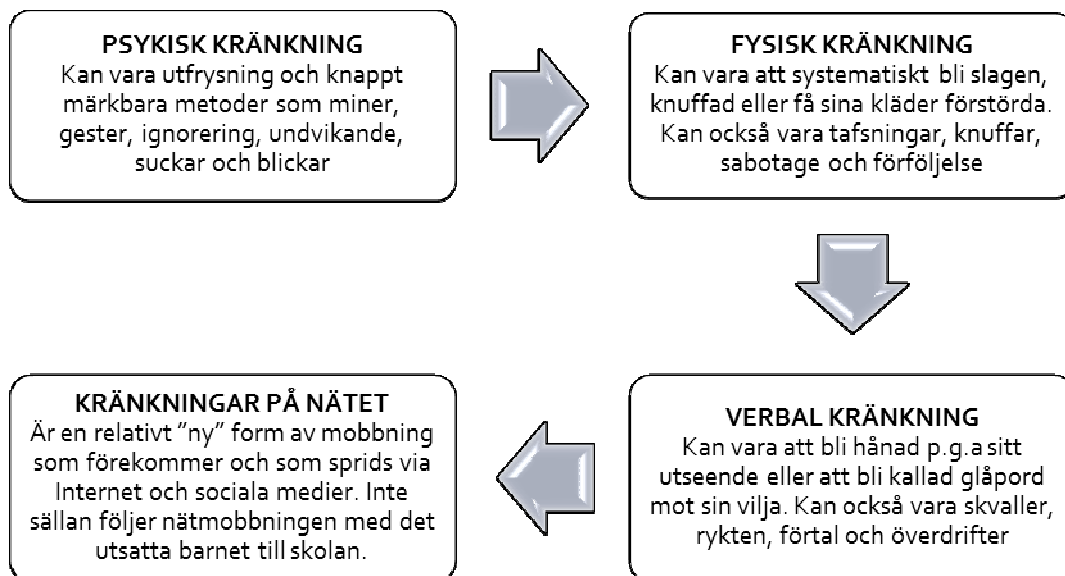 PSYKISK KRÄNKNING
Kan vara utfrysning och knappt
märkbara metoder som miner,
gester, ignorering, undvikande,
suckar och blickar
FYSISK KRÄNKNING
Kan vara att systematiskt bli slagen,
knuffad eller få sina kläder förstörda.
Kan också vara tafsningar, knuffar,
sabotage och förföljelse
VERBAL KRÄNKNING
Kan vara att bli hånad p.g.a sitt
utseende eller att bli kallad glåpord
mot sin vilja. Kan också vara skvaller,
rykten, förtal och överdrifter
KRÄNKNINGAR PÅ NÄTET
Är en relativt "ny" form av mobbning
som förekommer och som sprids via
Internet och sociala medier. Inte
sällan följer nätmobbningen med det
utsatta barnet till skolan.